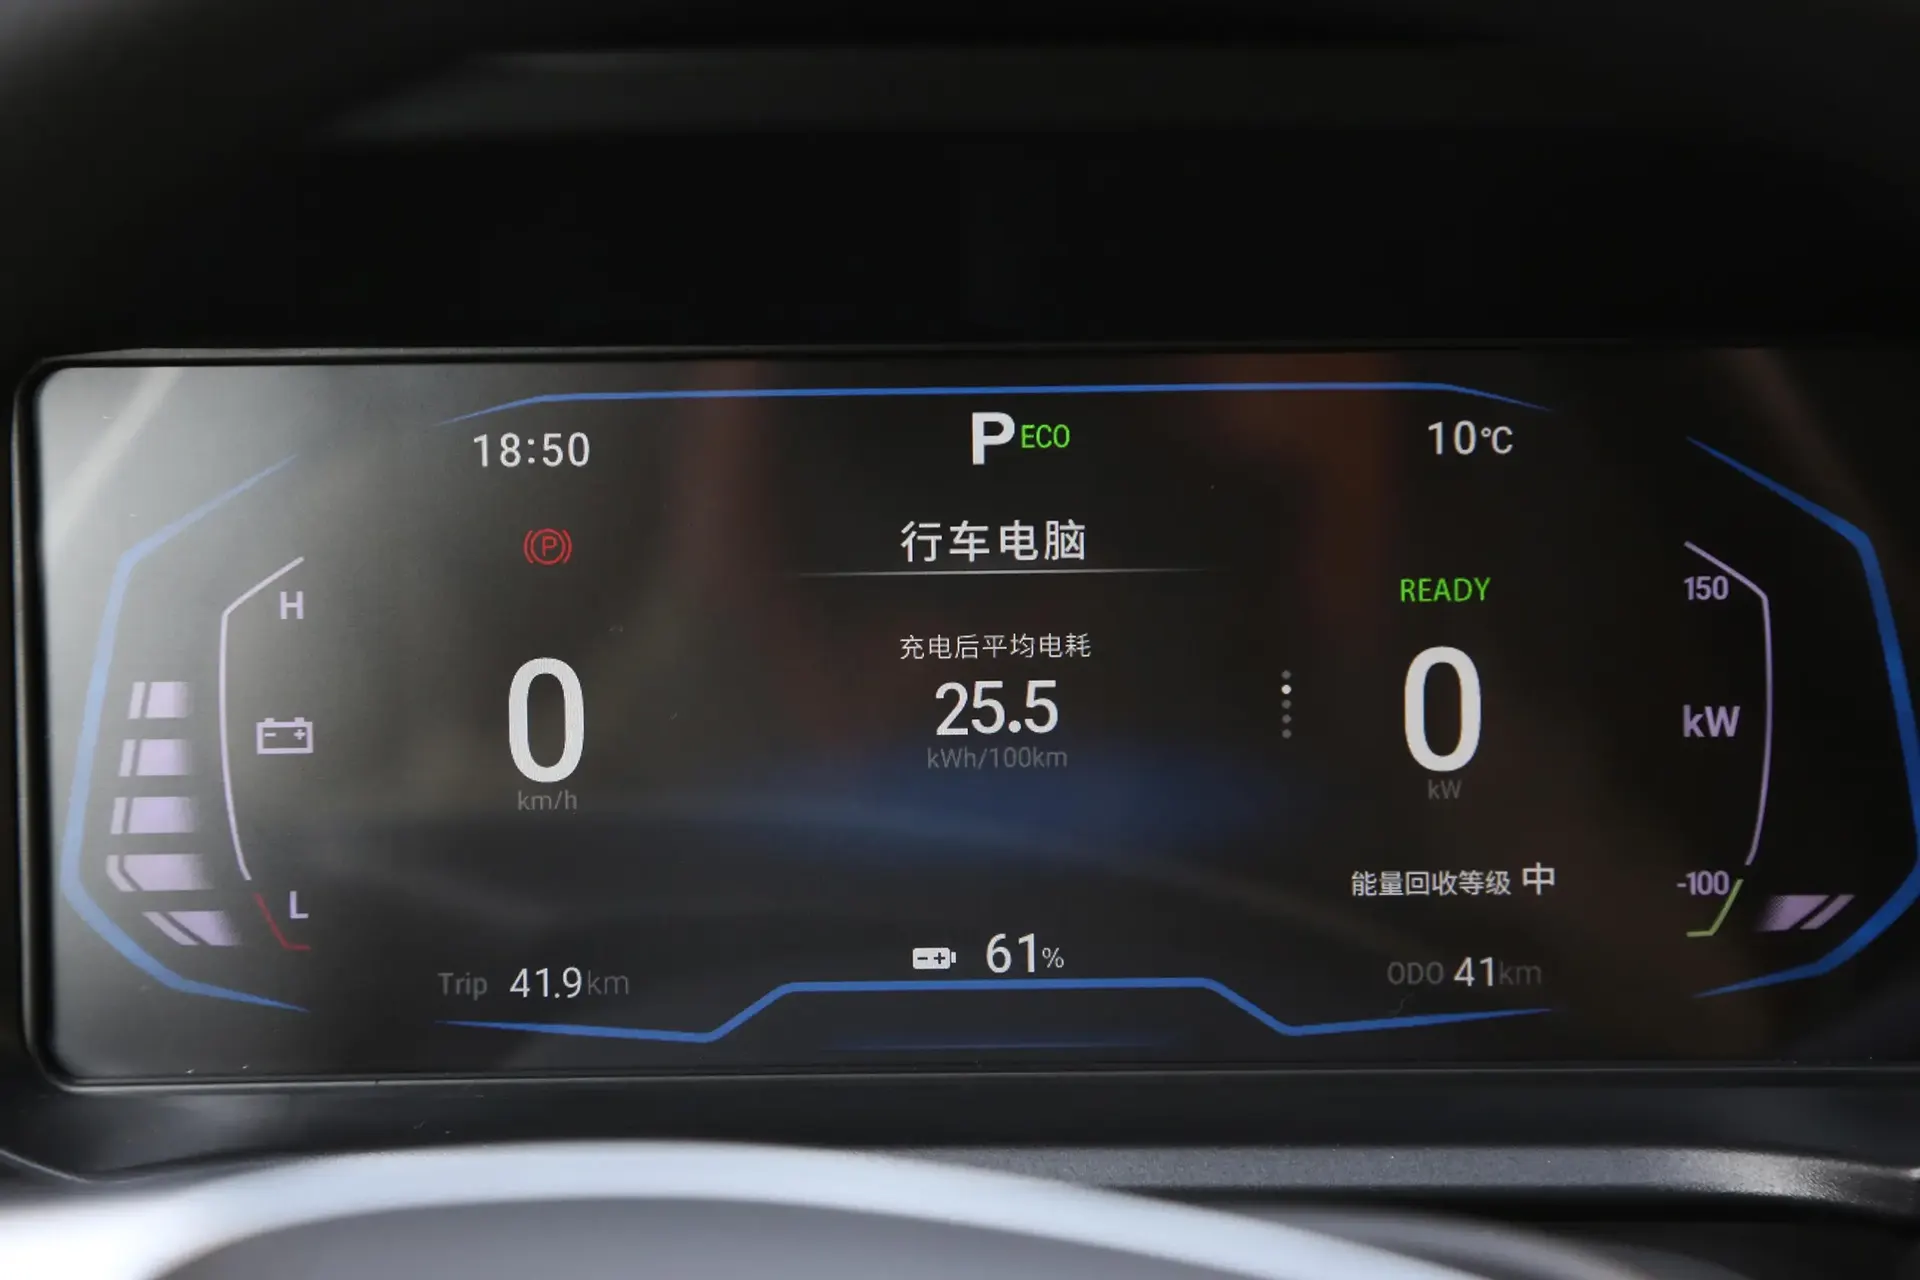 18:50
P ECO
10℃
P
行车电脑
H
READY
150
充电后平均电耗
0
25.5
0
kW
km/h
kWh/100km
kW
能量回收等级 中
L
-100
Trip 41.9km
61%
ODO 41km